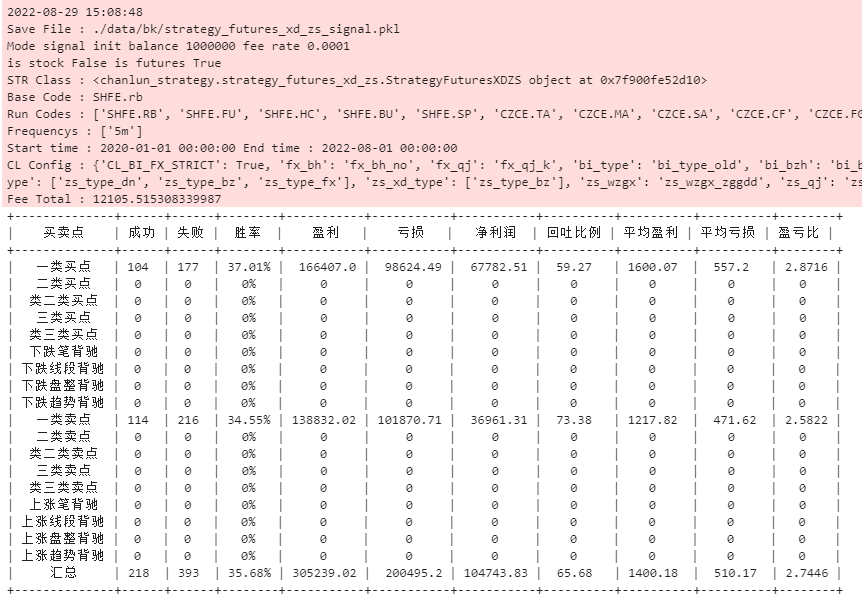 2022-08-29 15:08:48
Save File : ./data/bk/strategy_futures_xd_zs_signal.pkl
Mode signal init balance 1000000 fee rate 0.0001
is stock False is futures True
STR Class : <chanlun_strategy.strategy_futures_xd_zs.StrategyFuturesXDZS object at 0x7f900fe52d10>
Base Code : SHFE.rb
Run Codes : ['SHFE.RB', 'SHFE.FU', 'SHFE.HC', 'SHFE.BU', 'SHFE.SP', 'CZCE.TA', 'CZCE.MA', 'CZCE.SA', 'CZCE.CF', 'CZCE.FG
Frequencys : ['5m']
Start time : 2020-01-01 00:00:00 End time : 2022-08-01 00:00:00
CL Config : {'CL_BI_FX_STRICT': True, 'fx_bh': 'fx_bh_no', 'fx_qj': 'fx_qj_k', 'bi_type': 'bi_type_old', 'bi_bzh': 'bi_b
ype': ['zs_type_dn', 'zs_type_bz', 'zs_type_fx'], 'zs_xd_type': ['zs_type_bz'], 'zs_wzgx': 'zs_wzgx_zggdd', 'zs_qj': 'zs
Fee Total : 12105.515308339987
| 买卖点 | 成功 | 失败 | 胜率 | 盈利 | 亏损 | 净利润 | 回吐比例 | 平均盈利 | 平均亏损 | 盈亏比 |
| 一类买点 | 104 | 177 | 37.01% | 166407.0 | 98624.49 | 67782.51 | 59.27 | 1600.07 | 557.2 | 2.8716 |
| 二类买点 | 0 | 0 | 0% | 0 | 0 | 0 | 0 | 0 | 0 | 0 |
| 类二类买点 | 0 | 0 | 0% | 0 | 0 | 0 | 0 | 0 | 0 | 0 |
| 三类买点 | 0 | 0 | 0% | 0 | 0 | 0 | 0 | 0 | 0 | 0 |
| 类三类买点 | 0 | 0 | 0% | 0 | 0 | 0 | 0 | 0 | 0 | 0 |
| 下跌笔背驰 | 0 | 0 | 0% | 0 | 0 | 0 | 0 | 0 | 0 | 0 |
| 下跌线段背驰 | 0 | 0 | 0% | 0 | 0 | 0 | 0 | 0 | 0 | 0 |
| 下跌盘整背驰 | 0 | 0 | 0% | 0 | 0 | 0 | 0 | 0 | 0 | 0 |
| 下跌趋势背驰 | 0 | 0 | 0% | 0 | 0 | 0 | 0 | 0 | 0 | 0 |
| 一类卖点 | 114 | 216 | 34.55% | 138832.02 | 101870.71 | 36961.31 | 73.38 | 1217.82 | 471.62 | 2.5822 |
| 二类卖点 | 0 | 0 | 0% | 0 | 0 | 0 | 0 | 0 | 0 | 0 |
| 类二类卖点 | 0 | 0 | 0% | 0 | 0 | 0 | 0 | 0 | 0 | 0 |
| 三类卖点 | 0 | 0 | 0% | 0 | 0 | 0 | 0 | 0 | 0 | 0 |
| 类三类卖点 | 0 | 0 | 0% | 0 | 0 | 0 | 0 | 0 | 0 | 0 |
| 上涨笔背驰 | 0 | 0 | 0% | 0 | 0 | 0 | 0 | 0 | 0 | 0 |
| 上涨线段背驰 | 0 | 0 | 0% | 0 | 0 | 0 | 0 | 0 | 0 | 0 |
| 上涨盘整背驰 | 0 | 0 | 0% | 0 | 0 | 0 | 0 | 0 | 0 | 0 |
| 上涨趋势背驰 | 0 | 0 | 0% | 0 | 0 | 0 | 0 | 0 | 0 | 0 |
| 汇总 | 218 | 393 | 35.68% | 305239.02 | 200495.2 | 104743.83 | 65.68 | 1400.18 | 510.17 | 2.7446 |